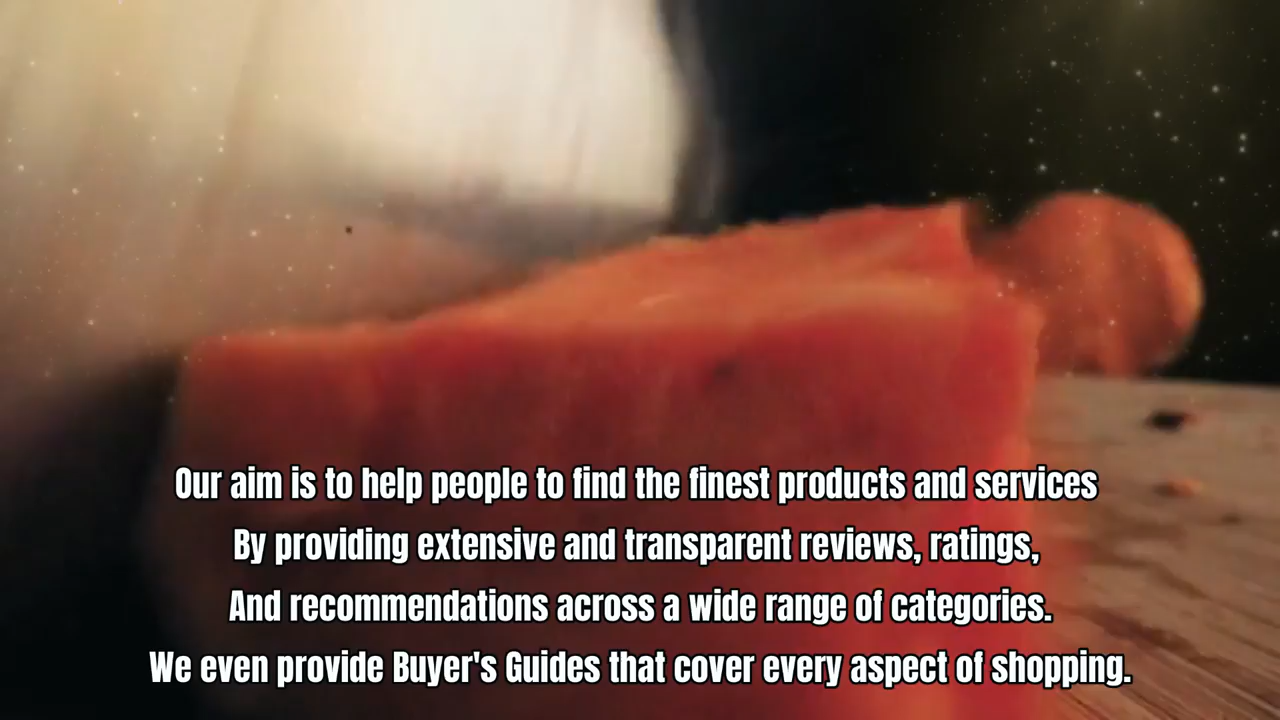 Our aim is to help people to find the finest products and services
By providing extensive and transparent reviews, ratings,
And recommendations across a wide range of categories.
We even provide Buyer's Guides that cover every aspect of shopping.